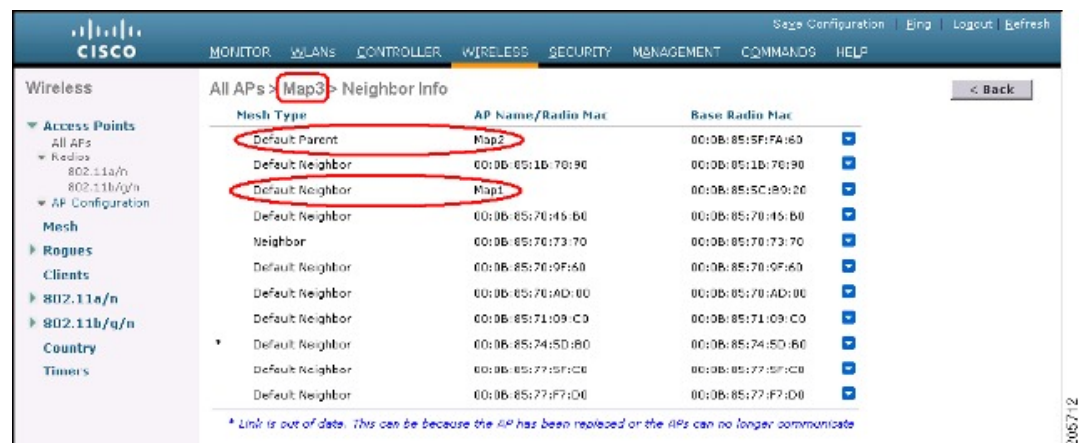 Save Configuration Ping Logout Refresh
CISCO
MONITOR WLANs CONTROLLER WIRELESS SECURITY MANAGEMENT COMMANDS HELP
Wireless
Access Points
All APs
Radios
802.11a/n
802.11b/g/n
AP Configuration
Mesh
Rogues
Clients
802.11a/n
802.11b/g/n
Country
Timers
All APs > Map3 > Neighbor Info
< Back
Mesh Type AP Name/Radio Mac Base Radio Mac
Default Parent Map2 00:0B:85:5F:FA:60
Default Neighbor 00:0B:85:1B:78:90 00:0B:85:1B:78:90
Default Neighbor Map1 00:0B:85:5C:B9:20
Default Neighbor 00:0B:85:70:46:B0 00:0B:85:70:46:B0
Neighbor 00:0B:85:70:73:70 00:0B:85:70:73:70
Default Neighbor 00:0B:85:70:9F:60 00:0B:85:70:9F:60
Default Neighbor 00:0B:85:70:AD:00 00:0B:85:70:AD:00
Default Neighbor 00:0B:85:71:09:C0 00:0B:85:71:09:C0
* Default Neighbor 00:0B:85:74:5D:B0 00:0B:85:74:5D:B0
Default Neighbor 00:0B:85:77:5F:C0 00:0B:85:77:5F:C0
Default Neighbor 00:0B:85:77:F7:D0 00:0B:85:77:F7:D0
* Link is out of date. This can be because the AP has been replaced or the APs can no longer communicate
205712